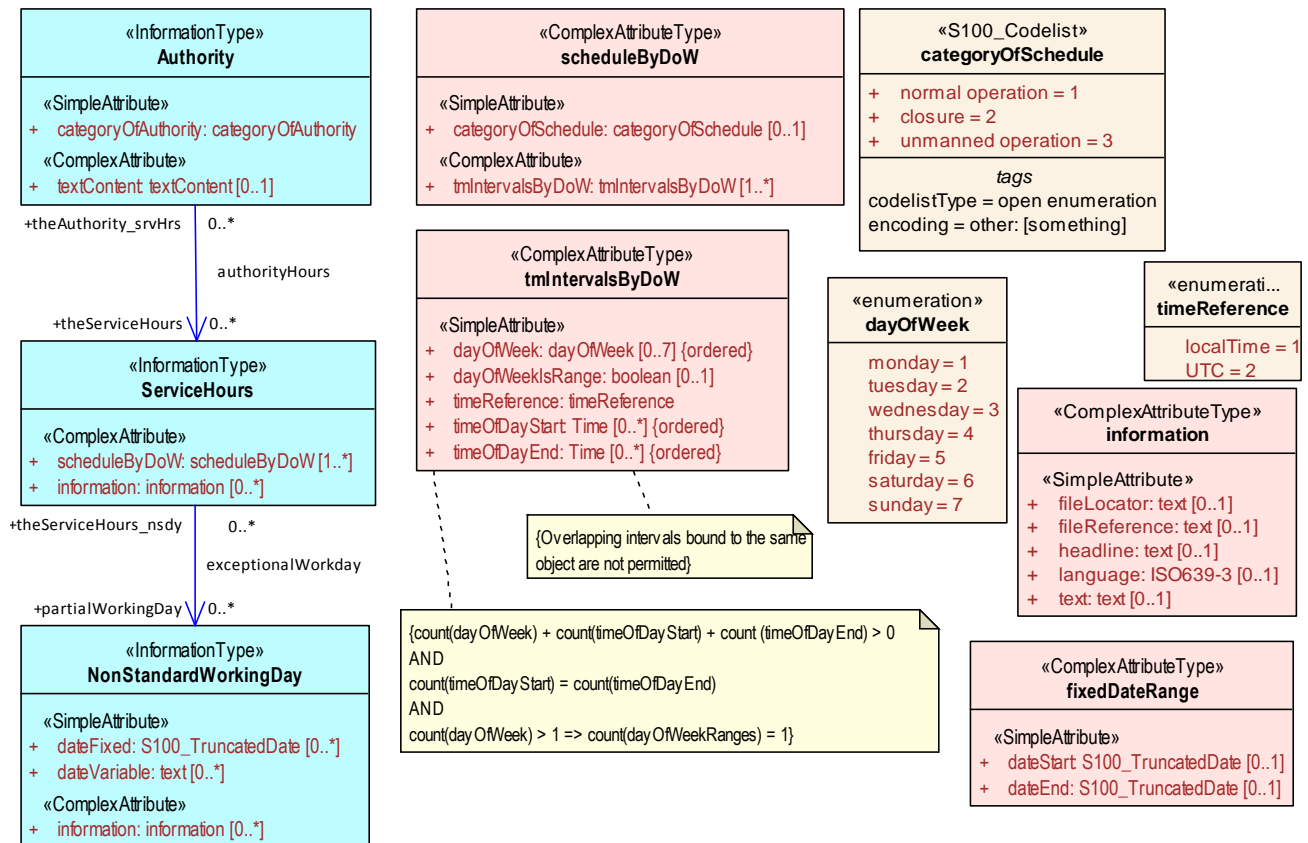 «InformationType»
Authority
«SimpleAttribute»
+ categoryOfAuthority: categoryOfAuthority
«ComplexAttribute»
+ textContent: textContent [0..1]
+theAuthority_srvHrs 0..*
authorityHours
+theServiceHours 0..*
«InformationType»
ServiceHours
«ComplexAttribute»
+ scheduleByDoW: scheduleByDoW [1..*]
+ information: information [0..*]
+theServiceHours_nsdy 0..*
exceptionalWorkday
+partialWorkingDay 0..*
«InformationType»
NonStandardWorkingDay
«SimpleAttribute»
+ dateFixed: S100_TruncatedDate [0..*]
+ dateVariable: text [0..*]
«ComplexAttribute»
+ information: information [0..*]
«ComplexAttributeType»
scheduleByDoW
«SimpleAttribute»
+ categoryOfSchedule: categoryOfSchedule [0..1]
«ComplexAttribute»
+ tmIntervalsByDoW: tmIntervalsByDoW [1..*]
«ComplexAttributeType»
tmIntervalsByDoW
«SimpleAttribute»
+ dayOfWeek: dayOfWeek [0..7] {ordered}
+ dayOfWeekIsRange: boolean [0..1]
+ timeReference: timeReference
+ timeOfDayStart: Time [0..*] {ordered}
+ timeOfDayEnd: Time [0..*] {ordered}
{Overlapping intervals bound to the same
object are not permitted}
{count(dayOfWeek) + count(timeOfDayStart) + count (timeOfDayEnd) > 0
AND
count(timeOfDayStart) = count(timeOfDayEnd)
AND
count(dayOfWeek) > 1 => count(dayOfWeekRanges) = 1}
«S100_Codelist»
categoryOfSchedule
+ normal operation = 1
+ closure = 2
+ unmanned operation = 3
tags
codelistType = open enumeration
encoding = other: [something]
«enumeration»
dayOfWeek
monday = 1
tuesday = 2
wednesday = 3
thursday = 4
friday = 5
saturday = 6
sunday = 7
«enumerati...
timeReference
localTime = 1
UTC = 2
«ComplexAttributeType»
information
«SimpleAttribute»
+ fileLocator: text [0..1]
+ fileReference: text [0..1]
+ headline: text [0..1]
+ language: ISO639-3 [0..1]
+ text: text [0..1]
«ComplexAttributeType»
fixedDateRange
«SimpleAttribute»
+ dateStart: S100_TruncatedDate [0..1]
+ dateEnd: S100_TruncatedDate [0..1]